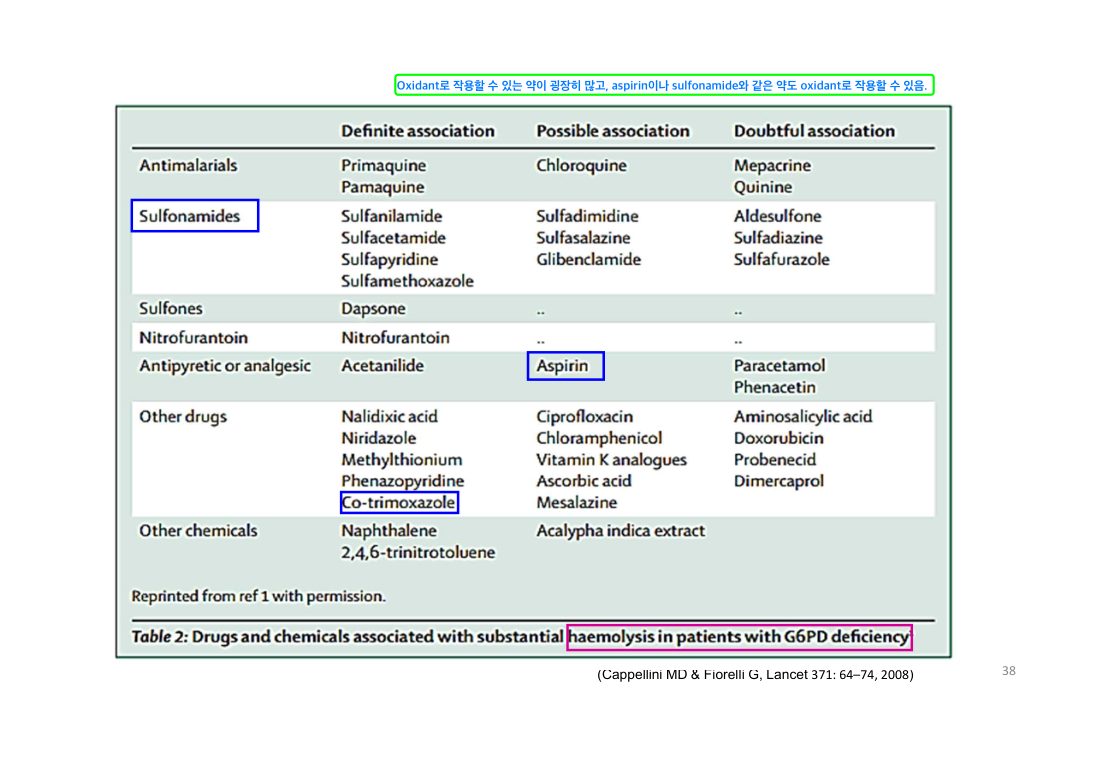 Oxidant로 작용할 수 있는 약이 굉장히 많고, aspirin이나 sulfonamide와 같은 약도 oxidant로 작용할 수 있음.
Definite association Possible association Doubtful association
Antimalarials Primaquine Chloroquine Mepacrine
Pamaquine Quinine
Sulfonamides Sulfanilamide Sulfadimidine Aldesulfone
Sulfacetamide Sulfasalazine Sulfadiazine
Sulfapyridine Glibenclamide Sulfafurazole
Sulfamethoxazole
Sulfones Dapsone .. ..
Nitrofurantoin Nitrofurantoin .. ..
Antipyretic or analgesic Acetanilide Aspirin Paracetamol
Phenacetin
Other drugs Nalidixic acid Ciprofloxacin Aminosalicylic acid
Niridazole Chloramphenicol Doxorubicin
Methylthionium Vitamin K analogues Probenecid
Phenazopyridine Ascorbic acid Dimercaprol
Co-trimoxazole Mesalazine
Other chemicals Naphthalene Acalypha indica extract
2,4,6-trinitrotoluene
Reprinted from ref 1 with permission.
Table 2: Drugs and chemicals associated with substantial haemolysis in patients with G6PD deficiency
(Cappellini MD & Fiorelli G, Lancet 371: 64–74, 2008)
38